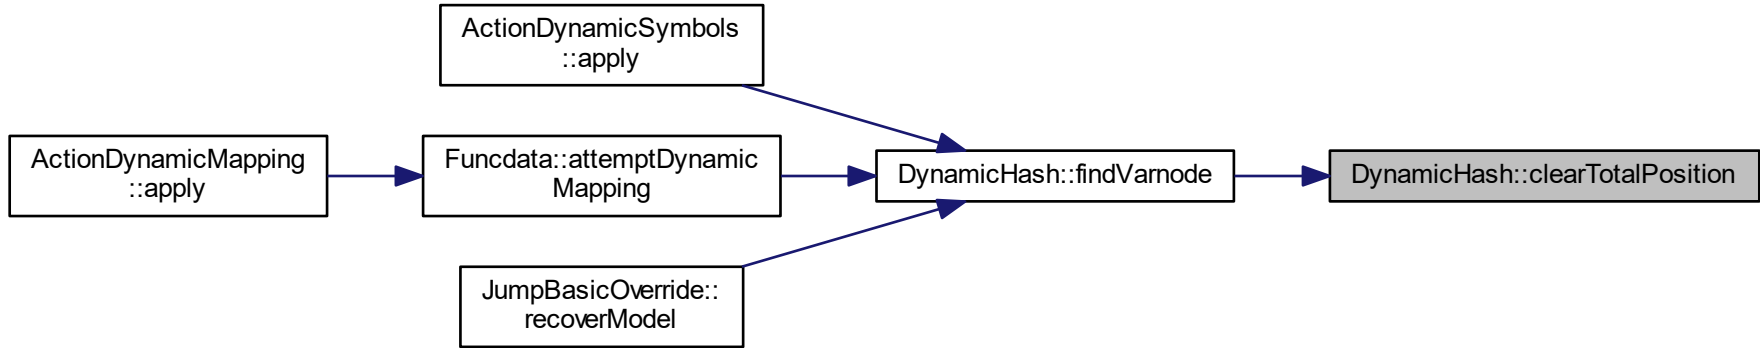 ActionDynamicSymbols
::apply
ActionDynamicMapping
::apply
Funcdata::attemptDynamic
Mapping
DynamicHash::findVarnode
DynamicHash::clearTotalPosition
JumpBasicOverride::
recoverModel